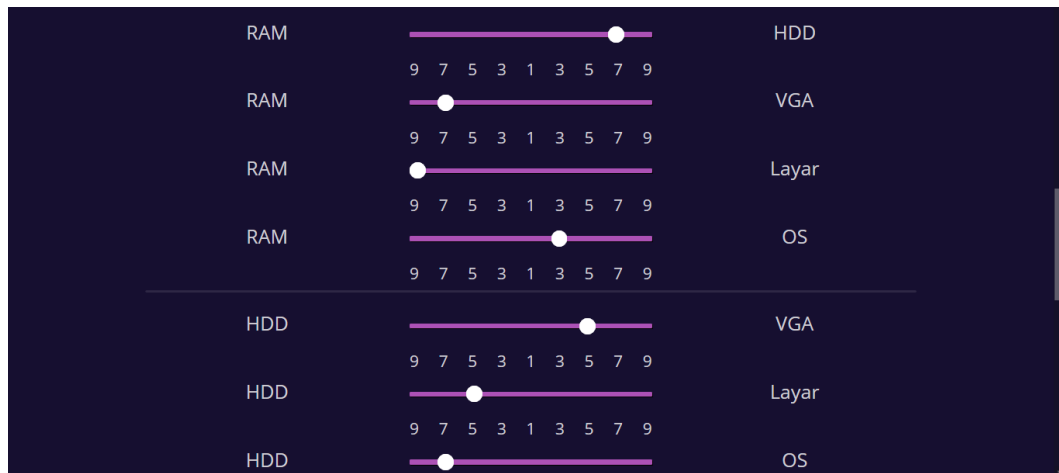 RAM HDD
9 7 5 3 1 3 5 7 9
RAM VGA
9 7 5 3 1 3 5 7 9
RAM Layar
9 7 5 3 1 3 5 7 9
RAM OS
9 7 5 3 1 3 5 7 9
HDD VGA
9 7 5 3 1 3 5 7 9
HDD Layar
9 7 5 3 1 3 5 7 9
HDD OS